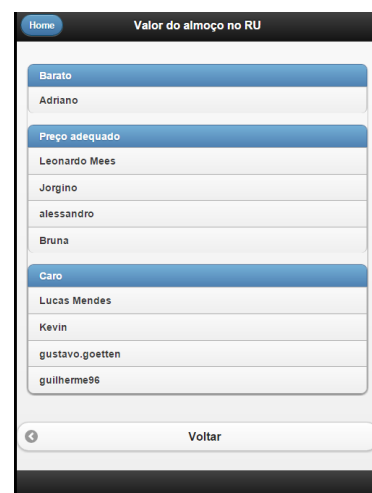 Home
Valor do almoço no RU
Barato
Adriano
Preço adequado
Leonardo Mees
Jorgino
alessandro
Bruna
Caro
Lucas Mendes
Kevin
gustavo.goetten
guilherme96
Voltar